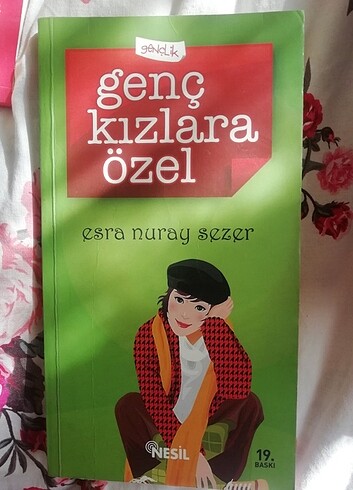 gençlik
genç
kızlara
özel
esra nuray sezer
NESİL
19.
BASKI